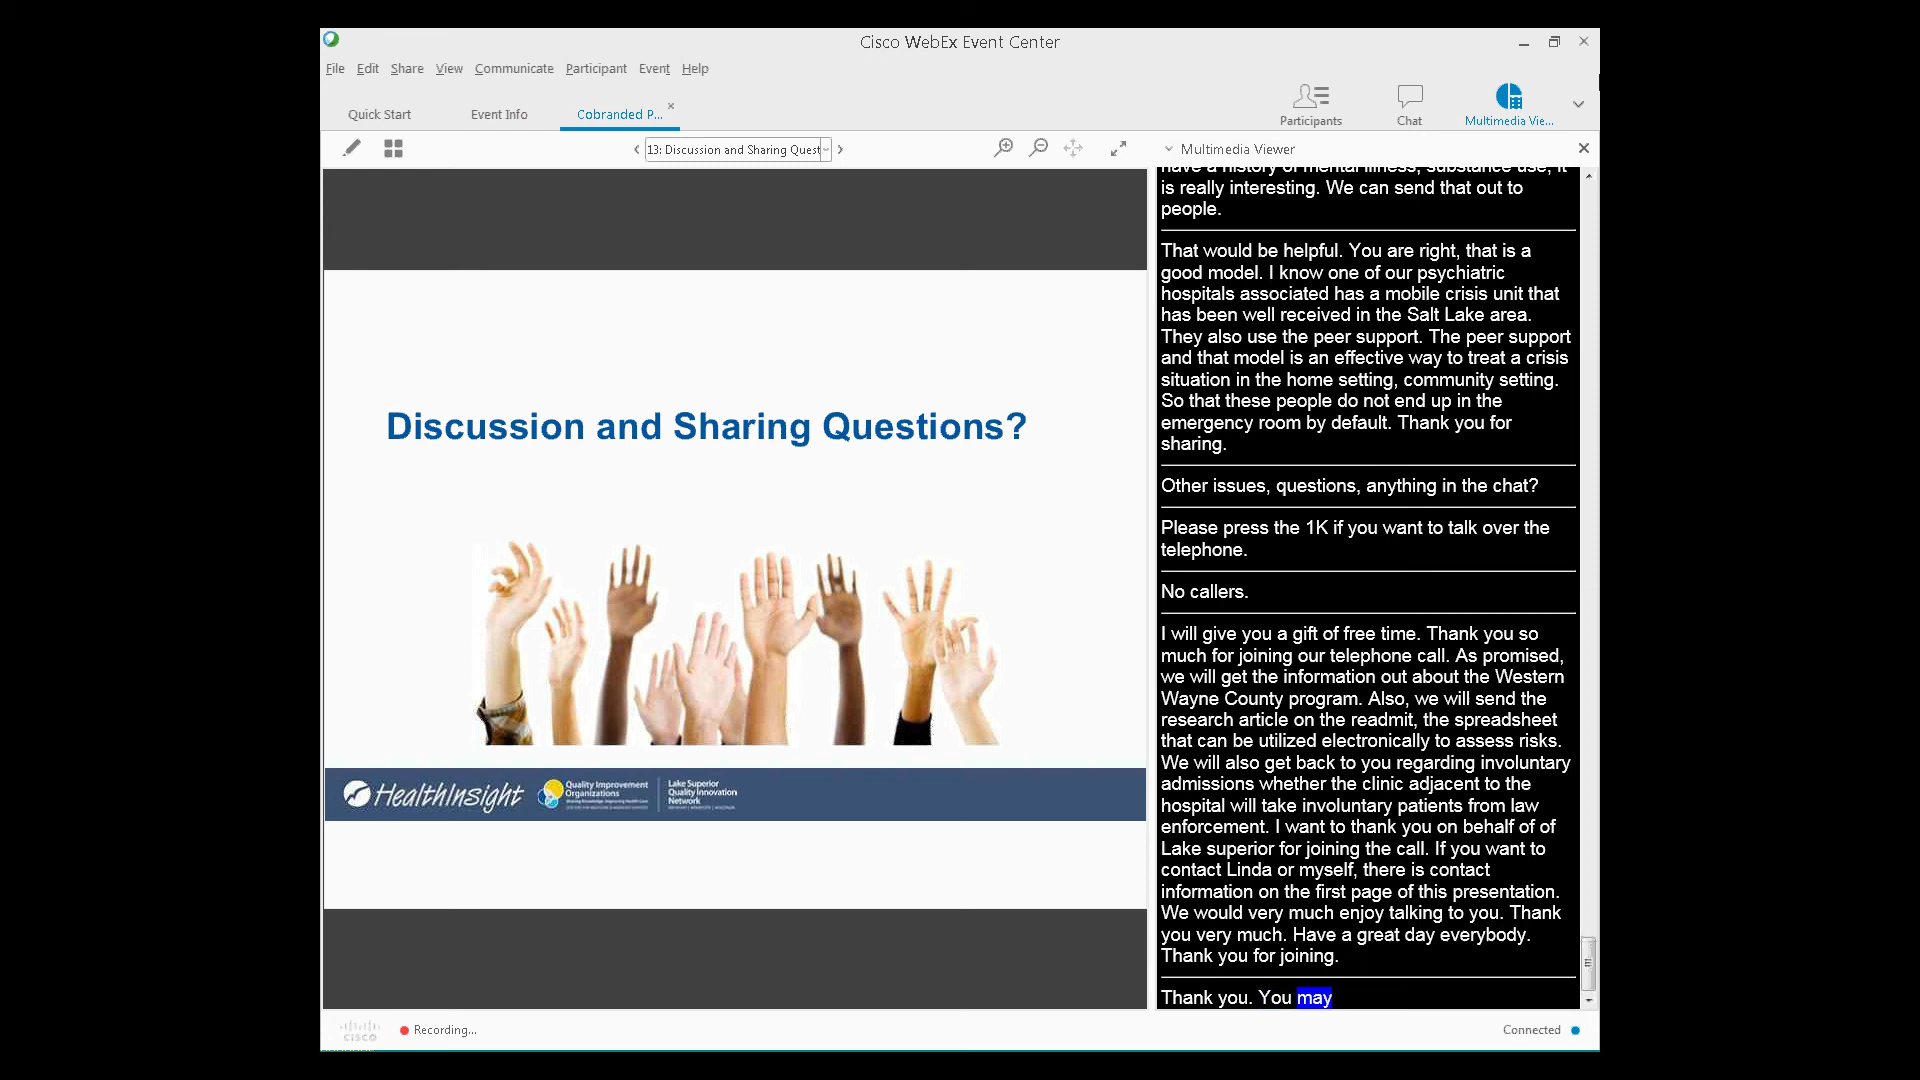 Cisco WebEx Event Center
File Edit Share View Communicate Participant Event Help
Quick Start Event Info Cobranded P... Participants Chat Multimedia Vie...
13: Discussion and Sharing Quest
Multimedia Viewer
Discussion and Sharing Questions?
HealthInsight
Quality Improvement
Organizations
Lake Superior
Quality Innovation
Network
have a history of mental illness, substance use, it
is really interesting. We can send that out to
people.
That would be helpful. You are right, that is a
good model. I know one of our psychiatric
hospitals associated has a mobile crisis unit that
has been well received in the Salt Lake area.
They also use the peer support. The peer support
and that model is an effective way to treat a crisis
situation in the home setting, community setting.
So that these people do not end up in the
emergency room by default. Thank you for
sharing.
Other issues, questions, anything in the chat?
Please press the 1K if you want to talk over the
telephone.
No callers.
I will give you a gift of free time. Thank you so
much for joining our telephone call. As promised,
we will get the information out about the Western
Wayne County program. Also, we will send the
research article on the readmit, the spreadsheet
that can be utilized electronically to assess risks.
We will also get back to you regarding involuntary
admissions whether the clinic adjacent to the
hospital will take involuntary patients from law
enforcement. I want to thank you on behalf of of
Lake superior for joining the call. If you want to
contact Linda or myself, there is contact
information on the first page of this presentation.
We would very much enjoy talking to you. Thank
you very much. Have a great day everybody.
Thank you for joining.
Thank you. You may
cisco
Recording...
Connected